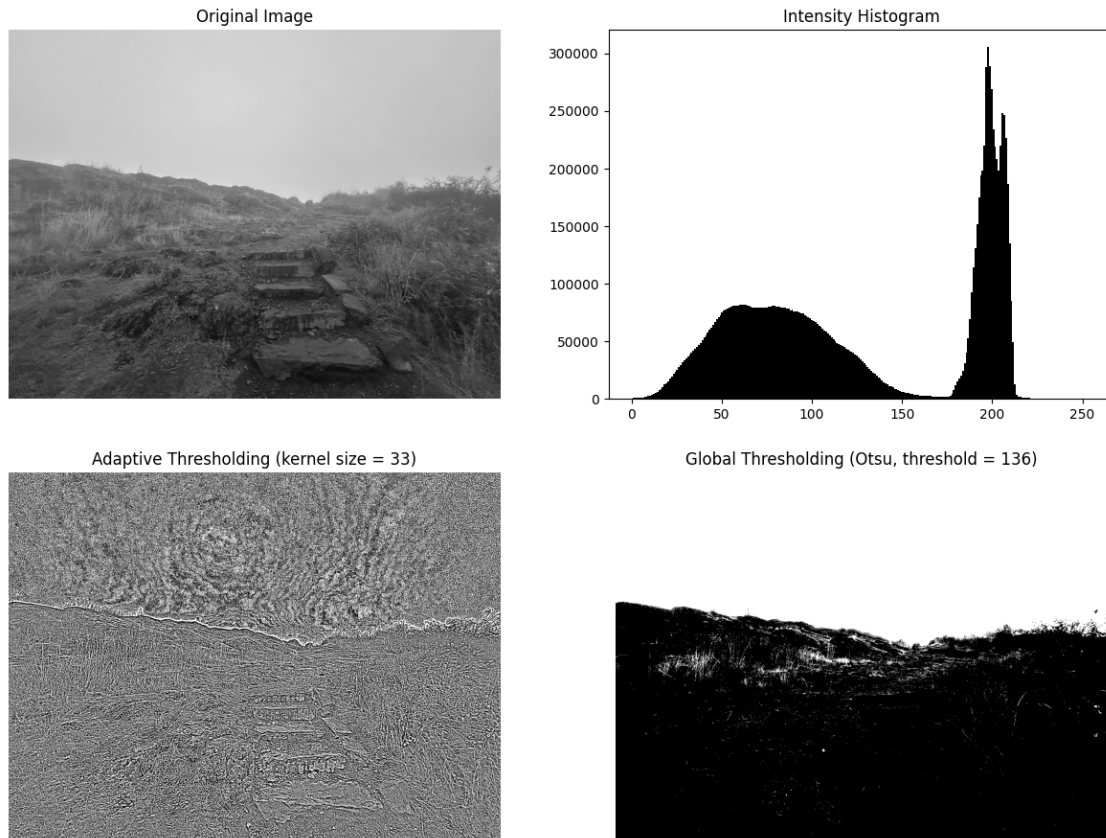 Original Image
Intensity Histogram
300000
250000
200000
150000
100000
50000
0
0 50 100 150 200 250
Adaptive Thresholding (kernel size = 33)
Global Thresholding (Otsu, threshold = 136)